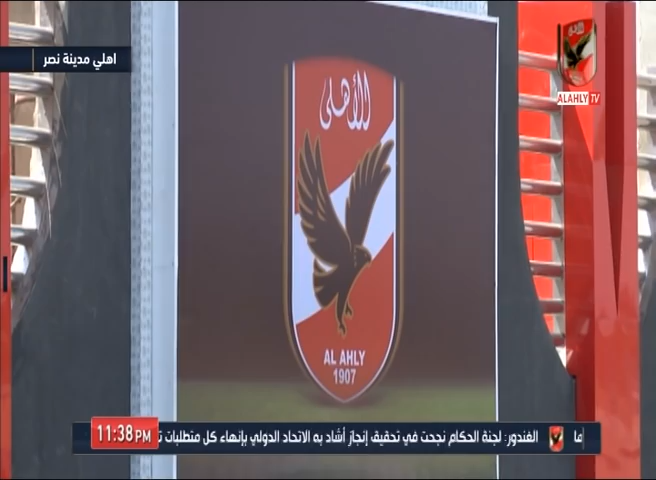 اهلي مدينة نصر
ALAHLY TV
الأهلي
AL AHLY
1907
11:38 PM
الفندور: لجنة الحكام نجحت في تحقيق إنجاز أشاد به الاتحاد الدولي بإنهاء كل متطلبات